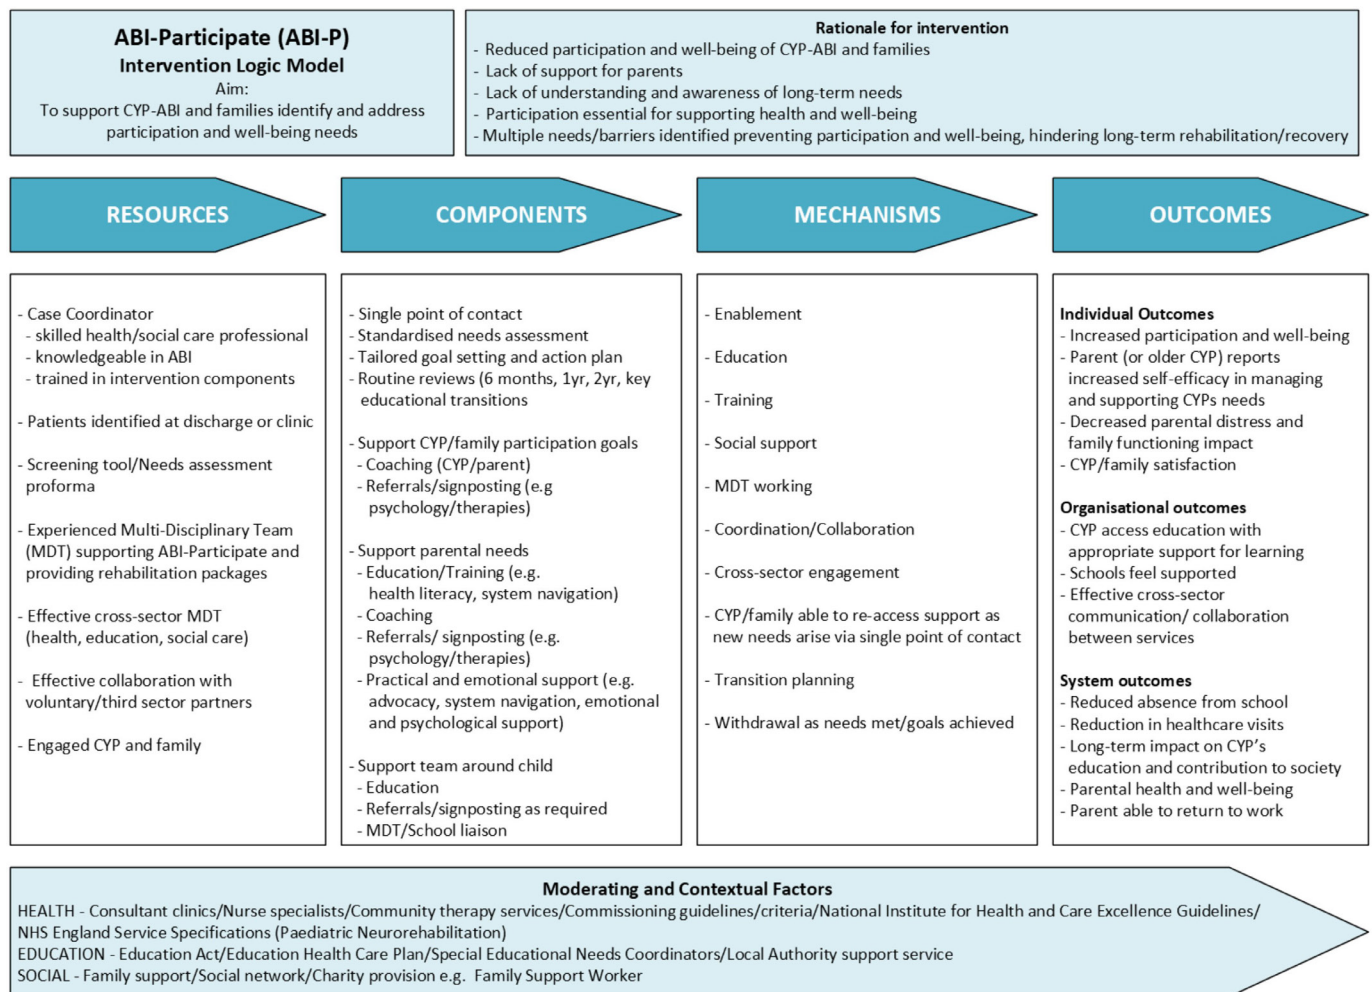 ABI-Participate (ABI-P)
Intervention Logic Model
Aim:
To support CYP-ABI and families identify and address
participation and well-being needs
Rationale for intervention
- Reduced participation and well-being of CYP-ABI and families
- Lack of support for parents
- Lack of understanding and awareness of long-term needs
- Participation essential for supporting health and well-being
- Multiple needs/barriers identified preventing participation and well-being, hindering long-term rehabilitation/recovery
RESOURCES
- Case Coordinator
- skilled health/social care professional
- knowledgeable in ABI
- trained in intervention components
- Patients identified at discharge or clinic
- Screening tool/Needs assessment
proforma
- Experienced Multi-Disciplinary Team
(MDT) supporting ABI-Participate and
providing rehabilitation packages
- Effective cross-sector MDT
(health, education, social care)
- Effective collaboration with
voluntary/third sector partners
- Engaged CYP and family
COMPONENTS
- Single point of contact
- Standardised needs assessment
- Tailored goal setting and action plan
- Routine reviews (6 months, 1yr, 2yr, key
educational transitions
- Support CYP/family participation goals
- Coaching (CYP/parent)
- Referrals/signposting (e.g
psychology/therapies)
- Support parental needs
- Education/Training (e.g.
health literacy, system navigation)
- Coaching
- Referrals/ signposting (e.g.
psychology/therapies)
- Practical and emotional support (e.g.
advocacy, system navigation, emotional
and psychological support)
- Support team around child
- Education
- Referrals/signposting as required
- MDT/School liaison
MECHANISMS
- Enablement
- Education
- Training
- Social support
- MDT working
- Coordination/Collaboration
- Cross-sector engagement
- CYP/family able to re-access support as
new needs arise via single point of contact
- Transition planning
- Withdrawal as needs met/goals achieved
OUTCOMES
Individual Outcomes
- Increased participation and well-being
- Parent (or older CYP) reports
increased self-efficacy in managing
and supporting CYPs needs
- Decreased parental distress and
family functioning impact
- CYP/family satisfaction
Organisational outcomes
- CYP access education with
appropriate support for learning
- Schools feel supported
- Effective cross-sector
communication/ collaboration
between services
System outcomes
- Reduced absence from school
- Reduction in healthcare visits
- Long-term impact on CYP's
education and contribution to society
- Parental health and well-being
- Parent able to return to work
Moderating and Contextual Factors
HEALTH - Consultant clinics/Nurse specialists/Community therapy services/Commissioning guidelines/criteria/National Institute for Health and Care Excellence Guidelines/
NHS England Service Specifications (Paediatric Neurorehabilitation)
EDUCATION - Education Act/Education Health Care Plan/Special Educational Needs Coordinators/Local Authority support service
SOCIAL - Family support/Social network/Charity provision e.g. Family Support Worker